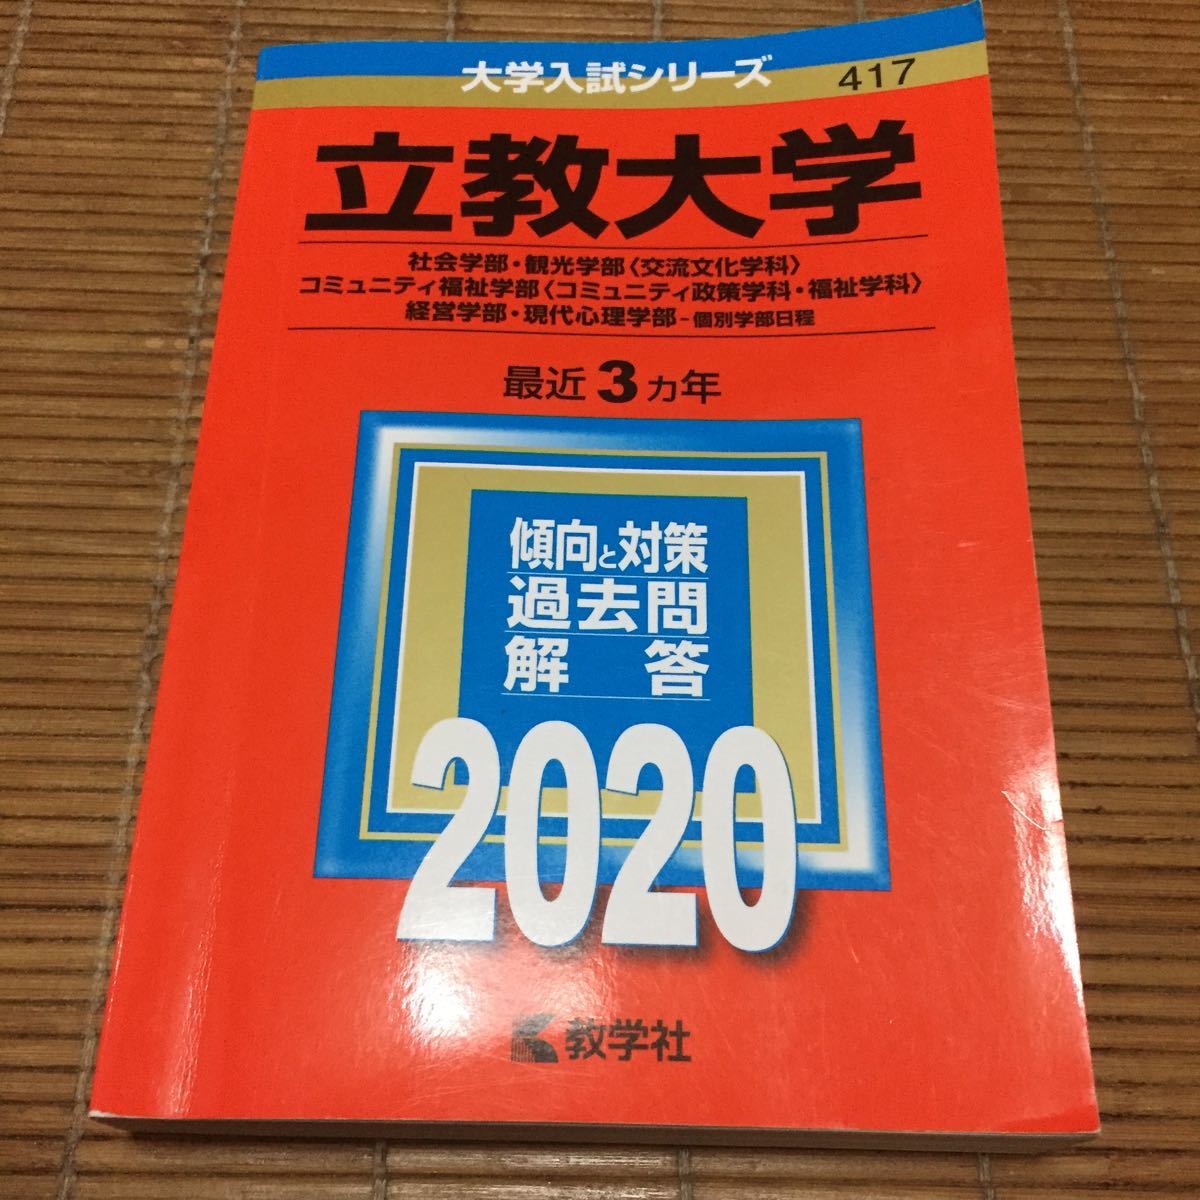 大学入試シリーズ 417
立教大学
社会学部・観光学部〈交流文化学科〉
コミュニティ福祉学部〈コミュニティ政策学科・福祉学科〉
経営学部・現代心理学部-個別学部日程
最近3カ年
傾向と対策
過去問
解答
2020
教学社